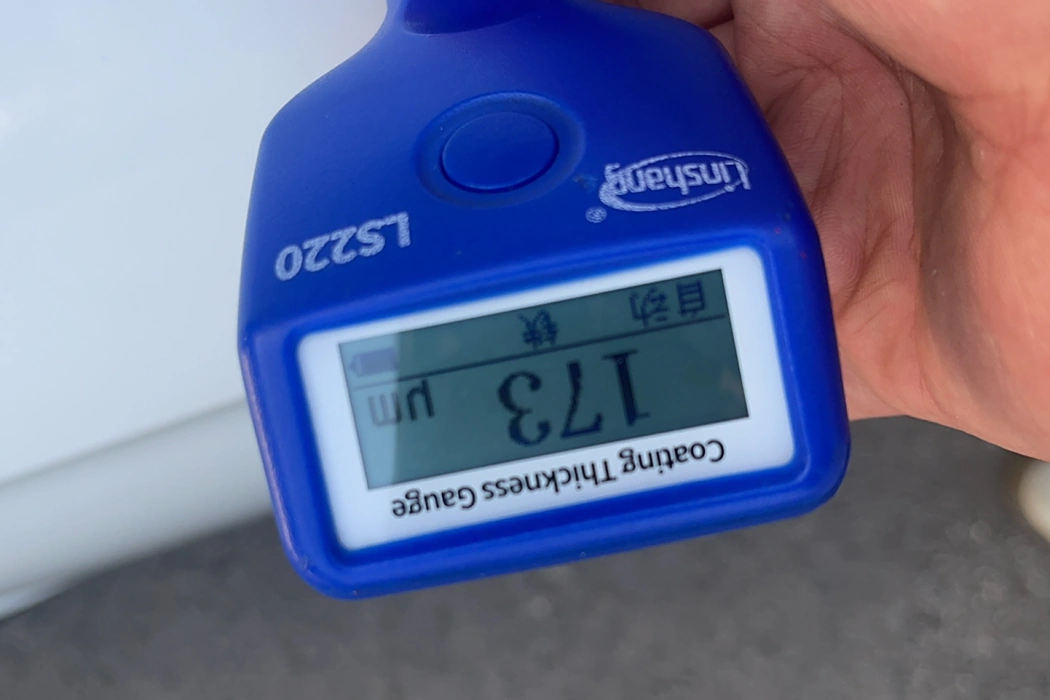 Coating Thickness Gauge
173 μm
自动 铁
Linshang®
LS220